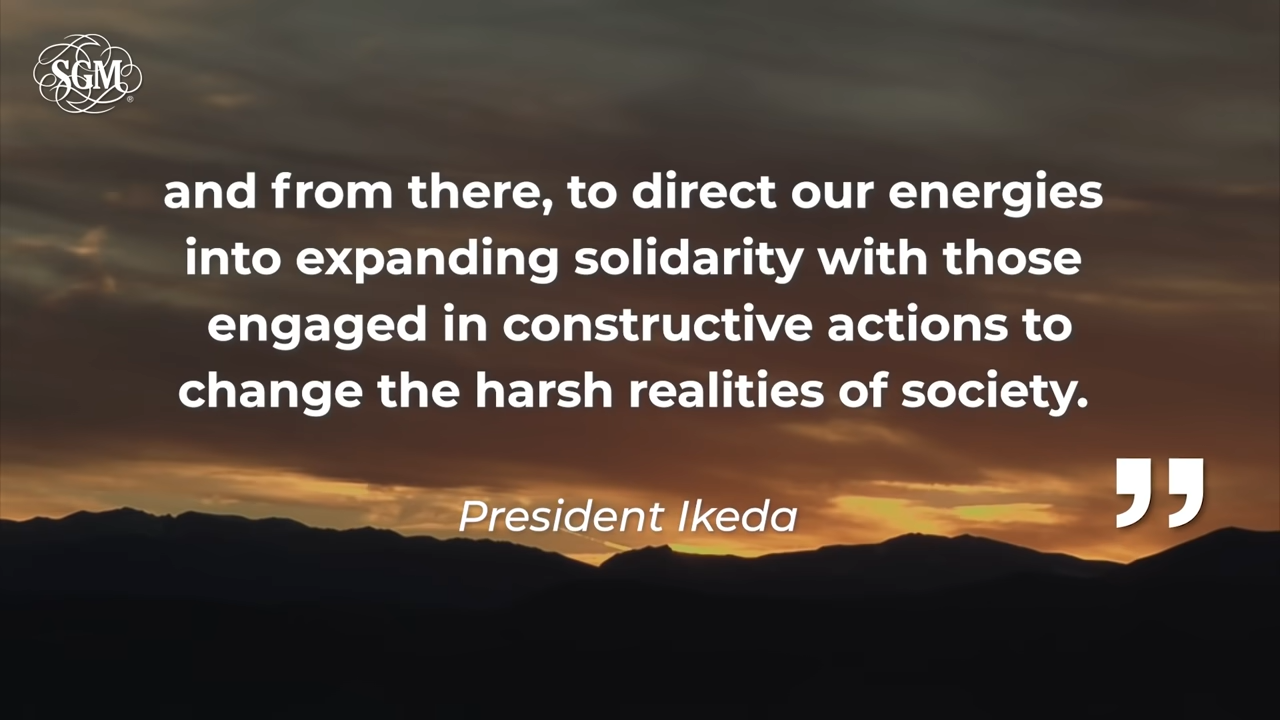 SGM
®
and from there, to direct our energies
into expanding solidarity with those
engaged in constructive actions to
change the harsh realities of society.
”
President Ikeda